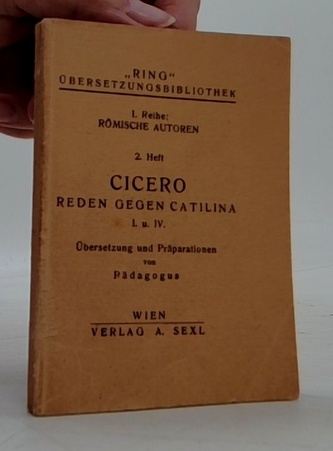 „RING“
ÜBERSETZUNGSBIBLIOTHEK
I. Reihe:
RÖMISCHE AUTOREN
2. Heft
CICERO
REDEN GEGEN CATILINA
I. u. IV.
Übersetzung und Präparationen
von
Pädagogus
WIEN
VERLAG A. SEXL